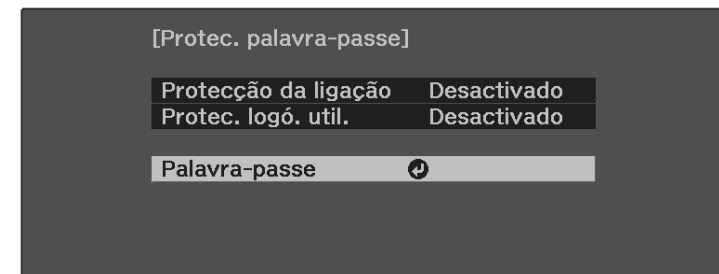 [Protec. palavra-passe]
Protecção da ligação Desactivado
Protec. logó. util. Desactivado
Palavra-passe